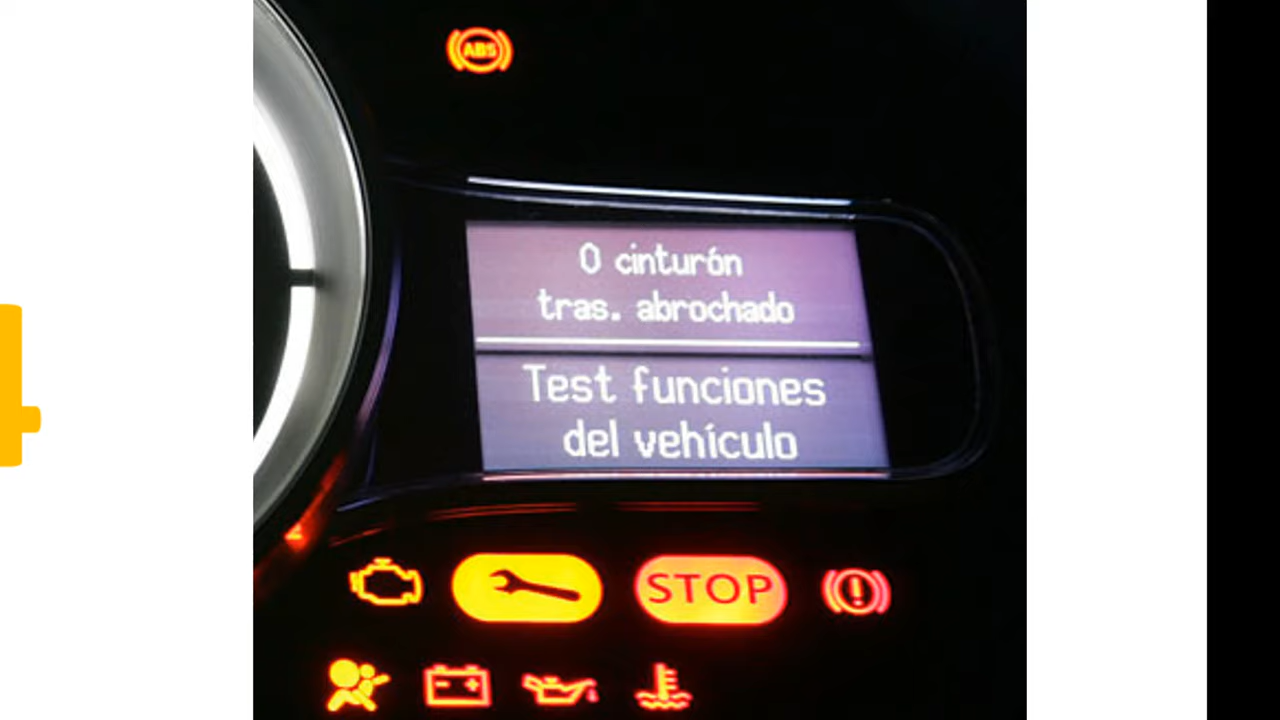 ABS
0 cinturón
tras. abrochado
Test funciones
del vehículo
STOP